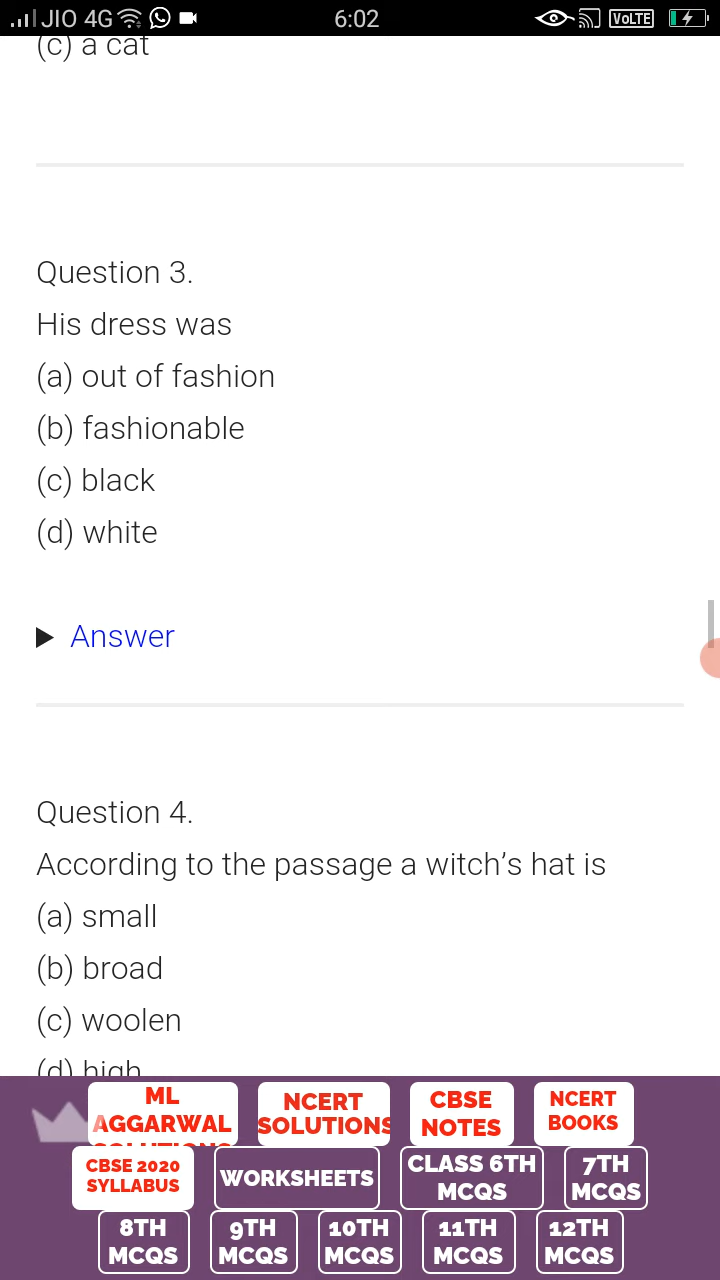 JIO 4G 6:02 VoLTE
(c) a cat
Question 3.
His dress was
(a) out of fashion
(b) fashionable
(c) black
(d) white
Answer
Question 4.
According to the passage a witch’s hat is
(a) small
(b) broad
(c) woolen
(d) high
ML AGGARWAL SOLUTIONS
NCERT SOLUTIONS
CBSE NOTES
NCERT BOOKS
CBSE 2020 SYLLABUS
WORKSHEETS
CLASS 6TH MCQS
7TH MCQS
8TH MCQS
9TH MCQS
10TH MCQS
11TH MCQS
12TH MCQS